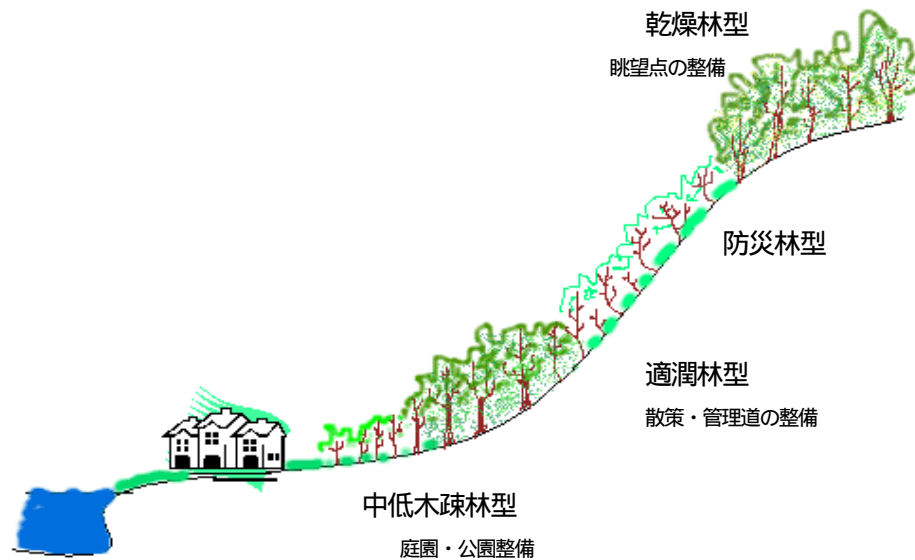 乾燥林型
眺望点の整備
防災林型
適潤林型
散策・管理道の整備
中低木疎林型
庭園・公園整備